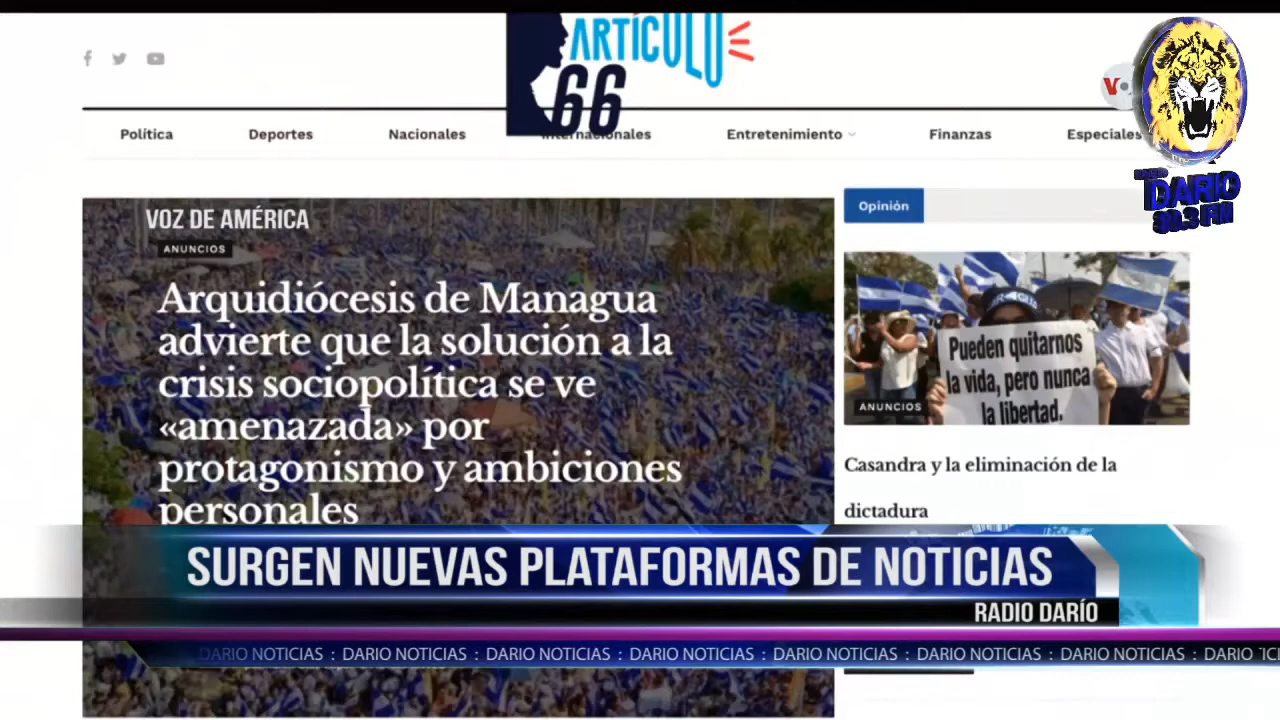 ARTÍCULO
66
Política
Deportes
Nacionales
Internacionales
Entretenimiento
Finanzas
Especiales
DARIO
VOZ DE AMÉRICA
ANUNCIOS
Arquidiócesis de Managua
advierte que la solución a la
crisis sociopolítica se ve
«amenazada» por
protagonismo y ambiciones
personales
Opinión
Pueden quitarnos
la vida, pero nunca
la libertad.
ANUNCIOS
Casandra y la eliminación de la
dictadura
SURGEN NUEVAS PLATAFORMAS DE NOTICIAS
RADIO DARÍO
DARIO NOTICIAS : DARIO NOTICIAS : DARIO NOTICIAS : DARIO NOTICIAS : DARIO NOTICIAS : DARIO NOTICIAS : DARIO NOTICIAS : DARIO